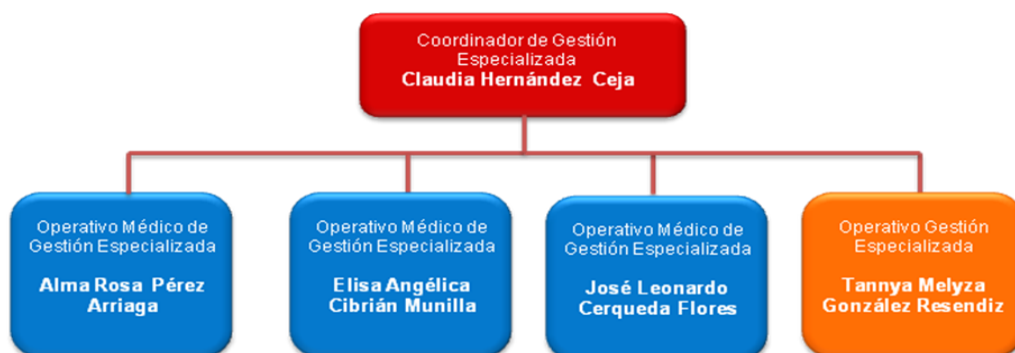 Coordinador de Gestión
Especializada
Claudia Hernández Ceja
Operativo Médico de
Gestión Especializada
Alma Rosa Pérez
Arriaga
Operativo Médico de
Gestión Especializada
Elisa Angélica
Cibrián Munilla
Operativo Médico de
Gestión Especializada
José Leonardo
Cerqueda Flores
Operativo Gestión
Especializada
Tannya Melyza
González Resendiz